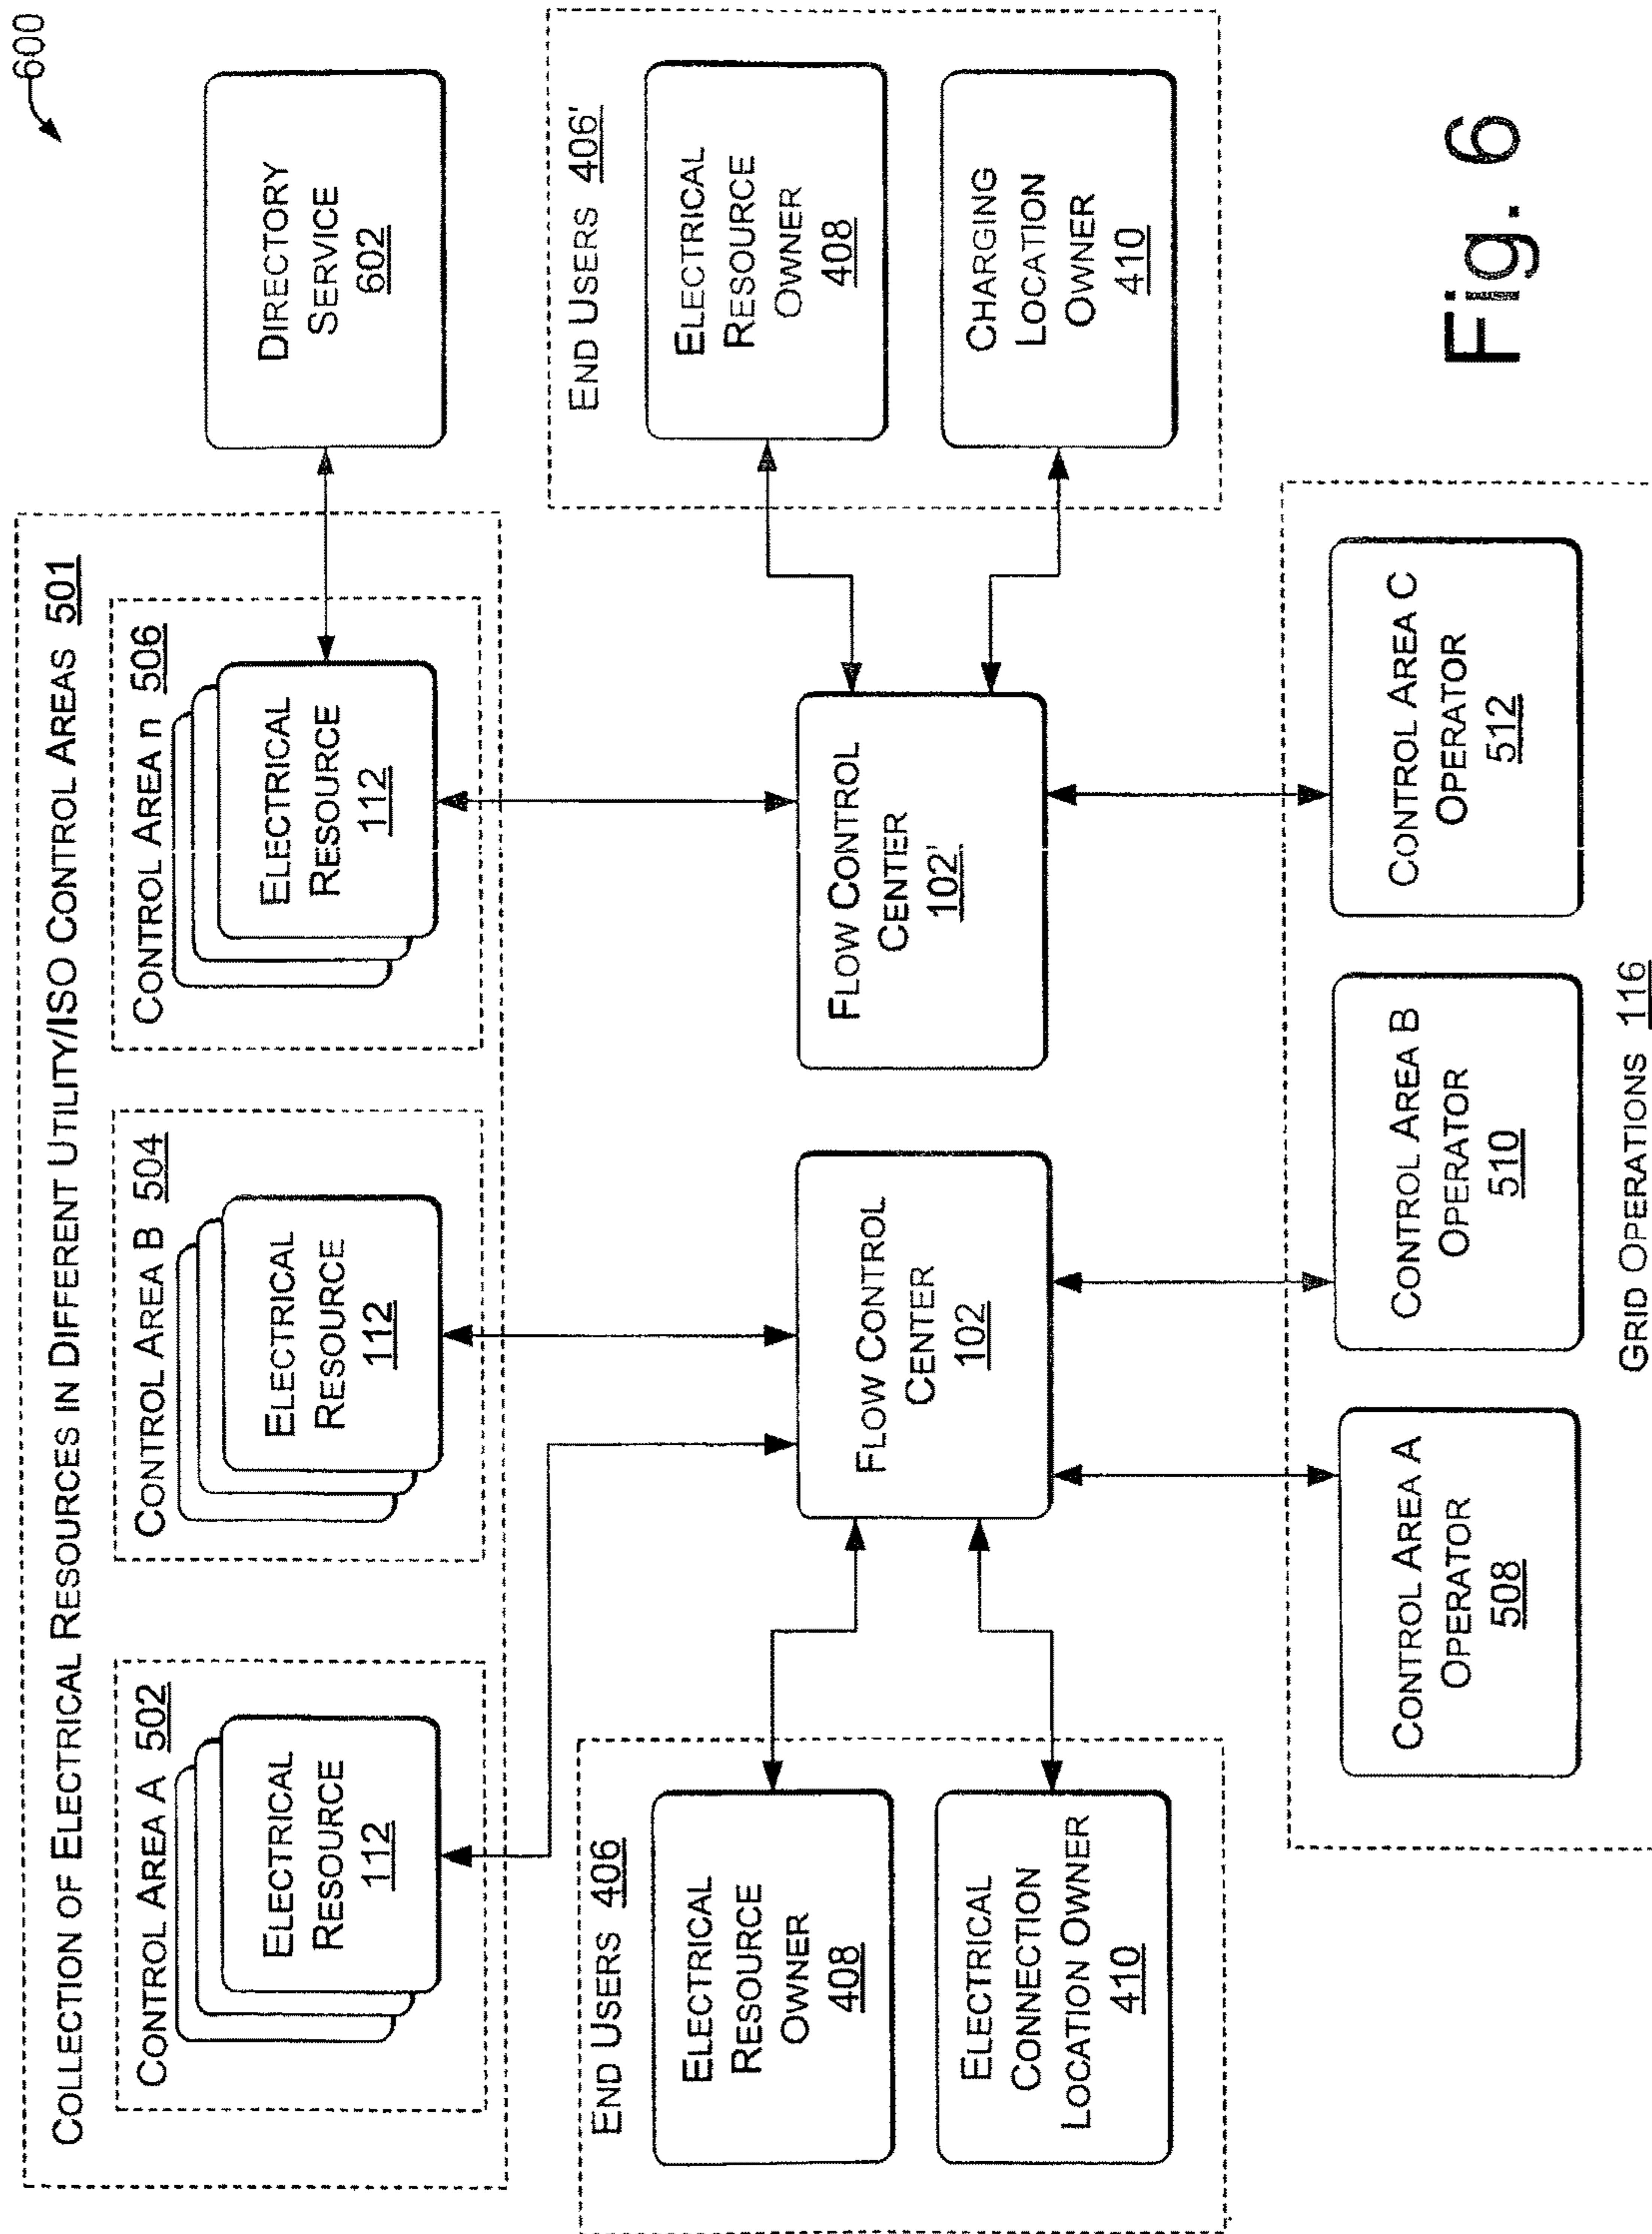 600
COLLECTION OF ELECTRICAL RESOURCES IN DIFFERENT UTILITY/ISO CONTROL AREAS 501
CONTROL AREA A 502
ELECTRICAL
RESOURCE
112
CONTROL AREA B 504
ELECTRICAL
RESOURCE
112
CONTROL AREA n 506
ELECTRICAL
RESOURCE
112
DIRECTORY
SERVICE
602
END USERS 406
ELECTRICAL
RESOURCE
OWNER
408
ELECTRICAL
CONNECTION
LOCATION OWNER
410
FLOW CONTROL
CENTER
102
FLOW CONTROL
CENTER
102'
END USERS 406'
ELECTRICAL
RESOURCE
OWNER
408
CHARGING
LOCATION
OWNER
410
CONTROL AREA A
OPERATOR
508
CONTROL AREA B
OPERATOR
510
CONTROL AREA C
OPERATOR
512
GRID OPERATIONS 116
Fig. 6